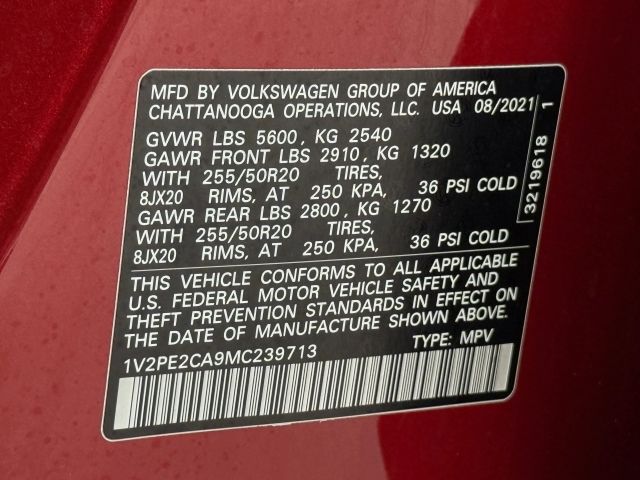 MFD BY VOLKSWAGEN GROUP OF AMERICA
CHATTANOOGA OPERATIONS, LLC. USA 08/2021
GVWR LBS 5600, KG 2540
GAWR FRONT LBS 2910, KG 1320
WITH 255/50R20 TIRES,
8JX20 RIMS, AT 250 KPA, 36 PSI COLD
GAWR REAR LBS 2800, KG 1270
WITH 255/50R20 TIRES,
8JX20 RIMS, AT 250 KPA, 36 PSI COLD
THIS VEHICLE CONFORMS TO ALL APPLICABLE
U.S. FEDERAL MOTOR VEHICLE SAFETY AND
THEFT PREVENTION STANDARDS IN EFFECT ON
THE DATE OF MANUFACTURE SHOWN ABOVE.
1V2PE2CA9MC239713 TYPE: MPV
3219618 1